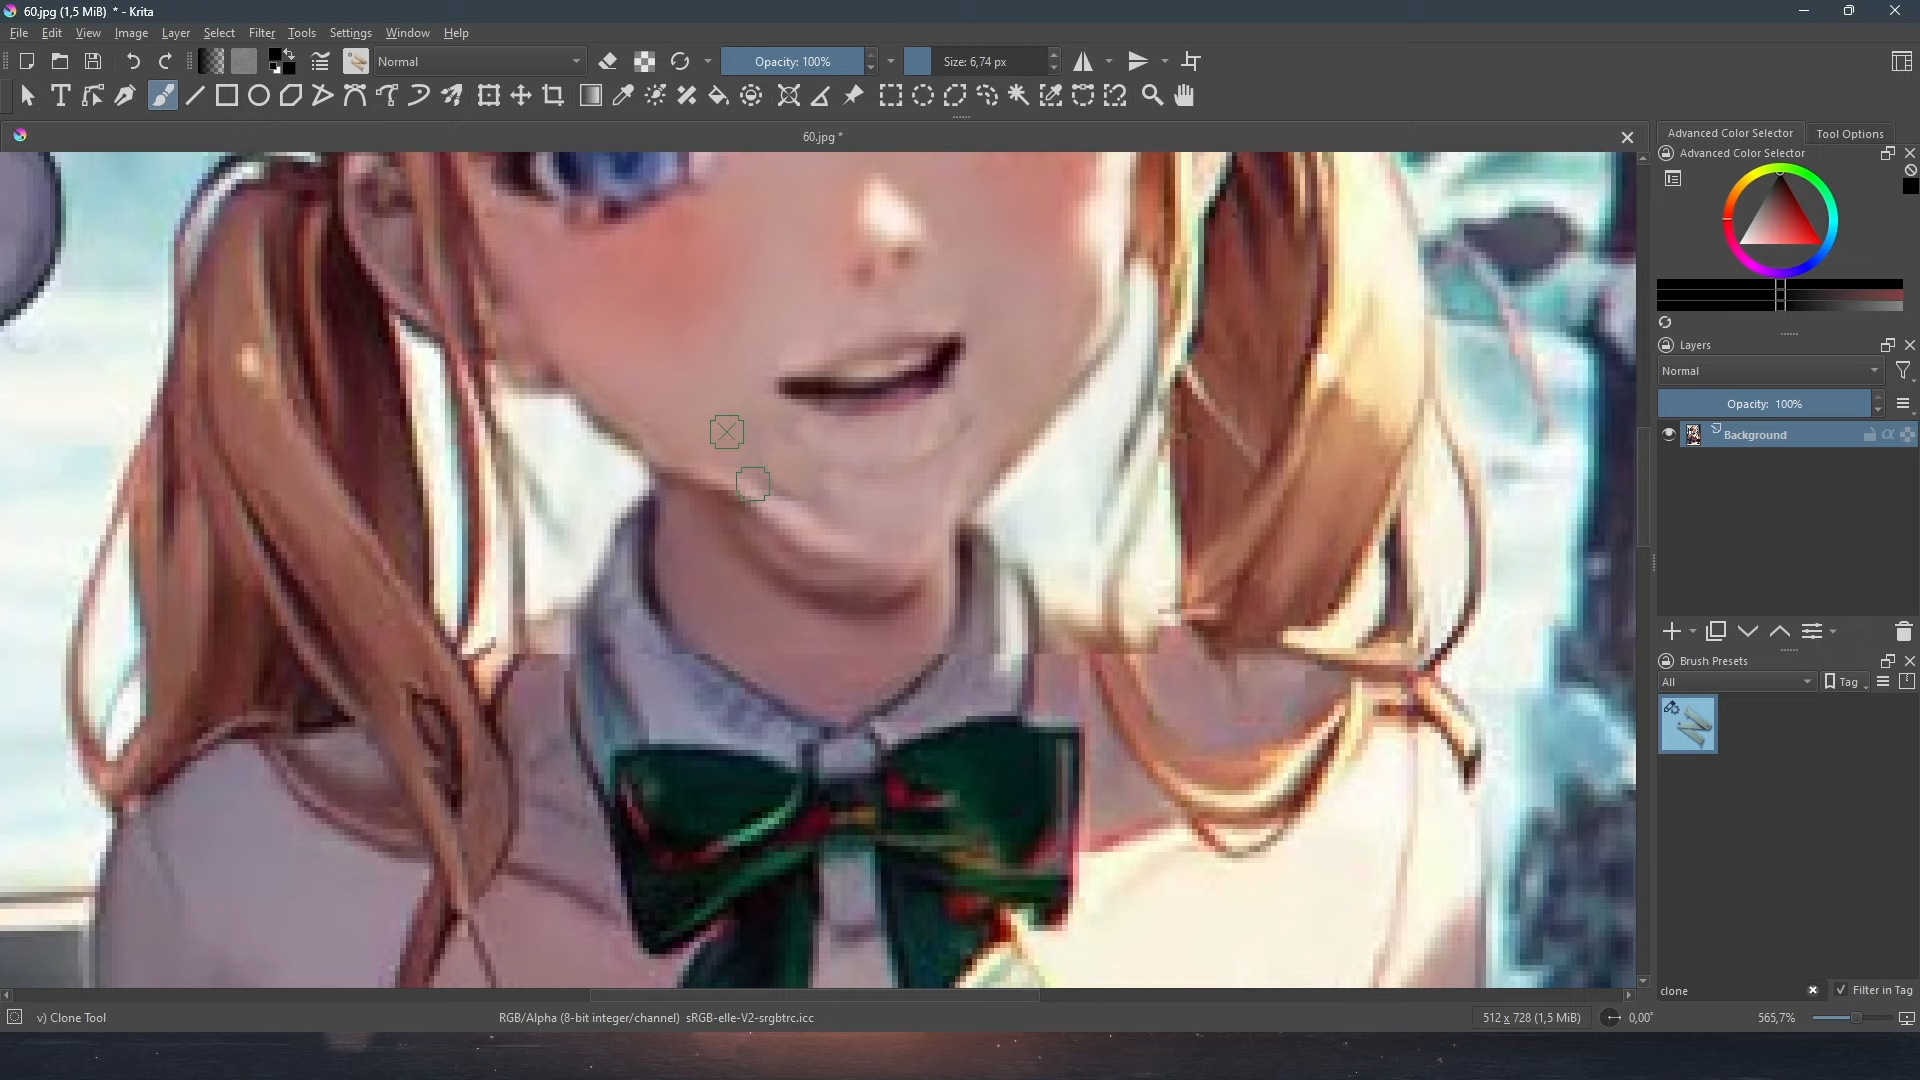 60.jpg (1,5 MiB)  * - Krita
File Edit View Image Layer Select Filter Tools Settings Window Help
Normal
Opacity: 100%
Size: 6,74 px
60.jpg *
Advanced Color Selector
Tool Options
Advanced Color Selector
Layers
Normal
Opacity:  100%
Background
Brush Presets
All
Tag
clone
Filter in Tag
v) Clone Tool
RGB/Alpha (8-bit integer/channel)  sRGB-elle-V2-srgbtrc.icc
512 x 728 (1,5 MiB)
0,00°
565,7%